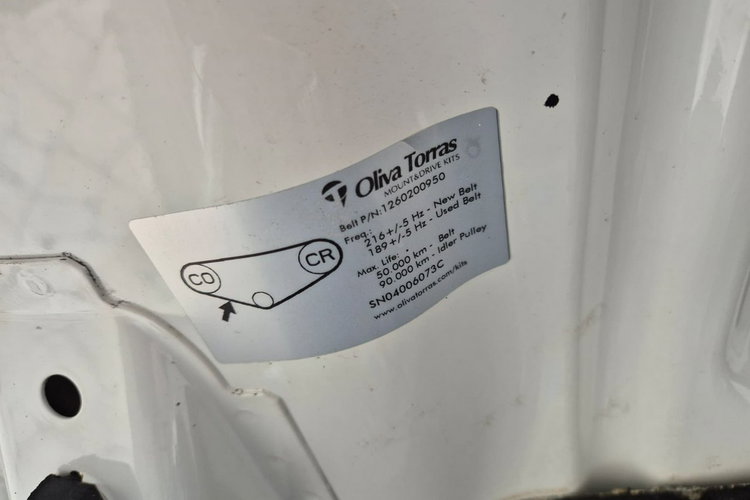 Oliva Torras
MOUNT&DRIVE KITS
Belt P/N:1260200950
Freq.:
216+/-5 Hz - New Belt
189+/-5 Hz - Used Belt
Max. Life:
50.000 km - Belt
90.000 km - Idler Pulley
SN04006073C
www.olivatorras.com/kits
CO
CR